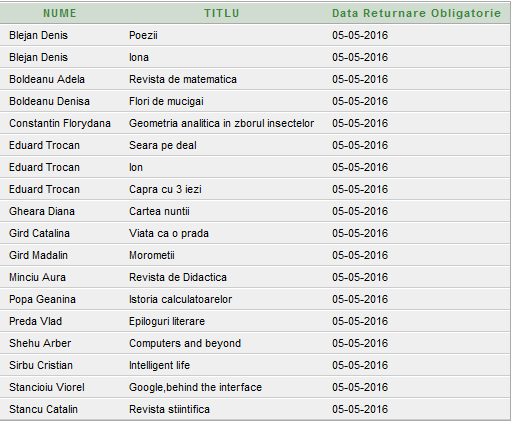 NUME TITLU Data Returnare Obligatorie
Blejan Denis Poezii 05-05-2016
Blejan Denis Iona 05-05-2016
Boldeanu Adela Revista de matematica 05-05-2016
Boldeanu Denisa Flori de mucigai 05-05-2016
Constantin Florydana Geometria analitica in zborul insectelor 05-05-2016
Eduard Trocan Seara pe deal 05-05-2016
Eduard Trocan Ion 05-05-2016
Eduard Trocan Capra cu 3 iezi 05-05-2016
Gheara Diana Cartea nuntii 05-05-2016
Gird Catalina Viata ca o prada 05-05-2016
Gird Madalin Morometii 05-05-2016
Minciu Aura Revista de Didactica 05-05-2016
Popa Geanina Istoria calculatoarelor 05-05-2016
Preda Vlad Epiloguri literare 05-05-2016
Shehu Arber Computers and beyond 05-05-2016
Sirbu Cristian Intelligent life 05-05-2016
Stancioiu Viorel Google,behind the interface 05-05-2016
Stancu Catalin Revista stiintifica 05-05-2016